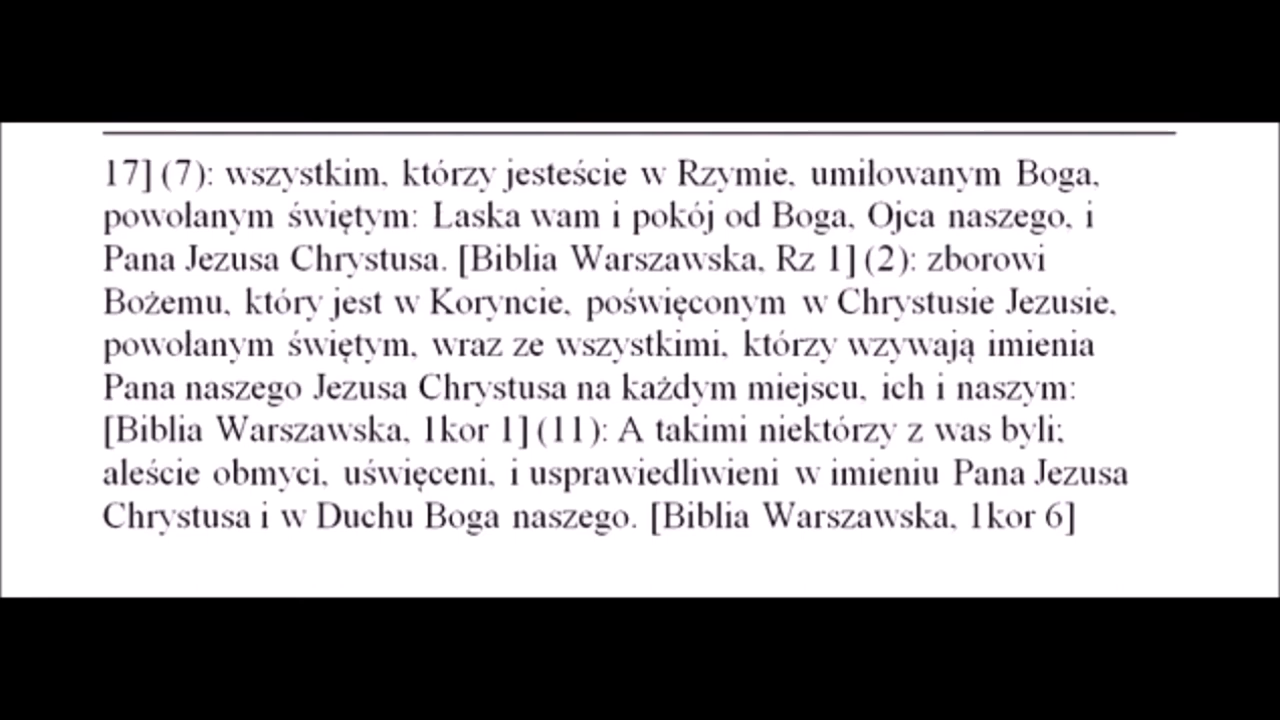 17] (7): wszystkim, którzy jesteście w Rzymie, umiłowanym Boga,
powołanym świętym: Łaska wam i pokój od Boga, Ojca naszego, i
Pana Jezusa Chrystusa. [Biblia Warszawska, Rz 1] (2): zborowi
Bożemu, który jest w Koryncie, poświęconym w Chrystusie Jezusie,
powołanym świętym, wraz ze wszystkimi, którzy wzywają imienia
Pana naszego Jezusa Chrystusa na każdym miejscu, ich i naszym:
[Biblia Warszawska, 1kor 1] (11): A takimi niektórzy z was byli;
aleście obmyci, uświęceni, i usprawiedliwieni w imieniu Pana Jezusa
Chrystusa i w Duchu Boga naszego. [Biblia Warszawska, 1kor 6]